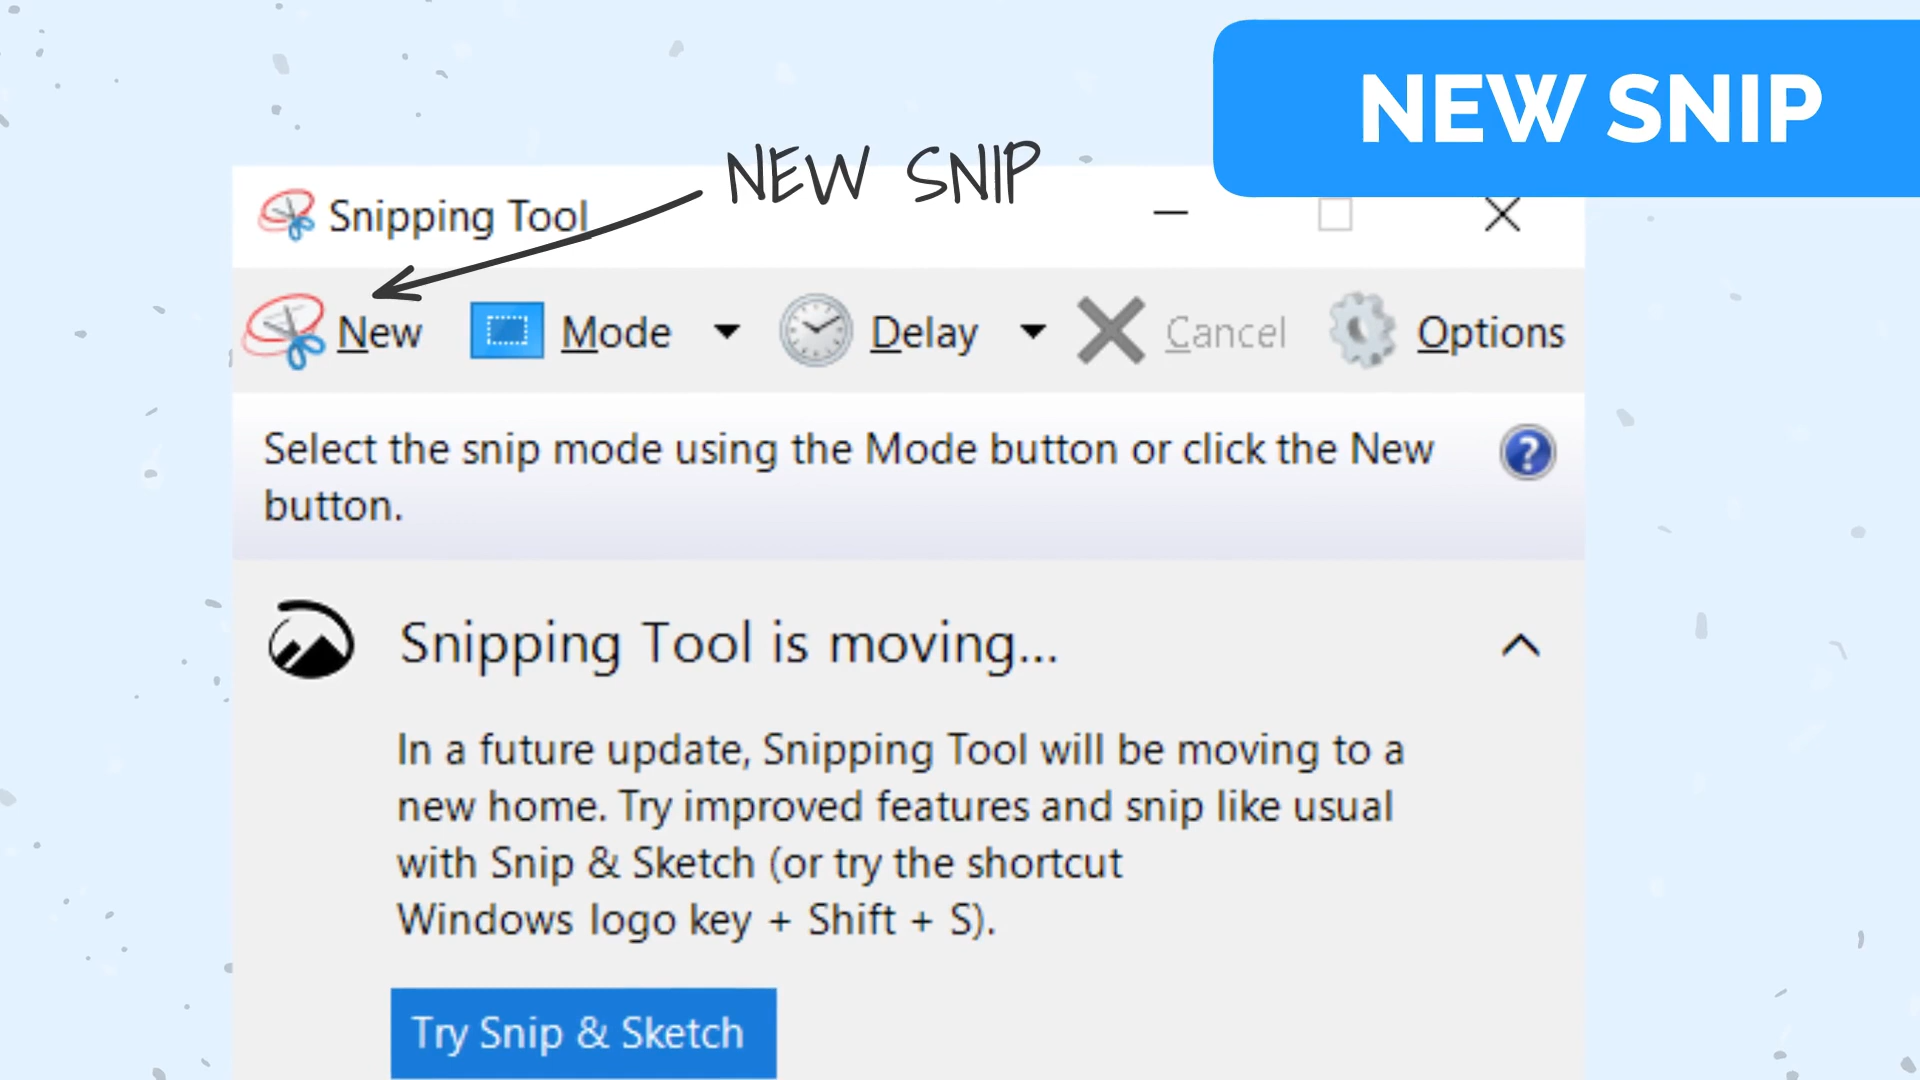 NEW SNIP
NEW SNIP
Snipping Tool
New Mode Delay Cancel Options
Select the snip mode using the Mode button or click the New
button.
?
Snipping Tool is moving...
In a future update, Snipping Tool will be moving to a
new home. Try improved features and snip like usual
with Snip & Sketch (or try the shortcut
Windows logo key + Shift + S).
Try Snip & Sketch